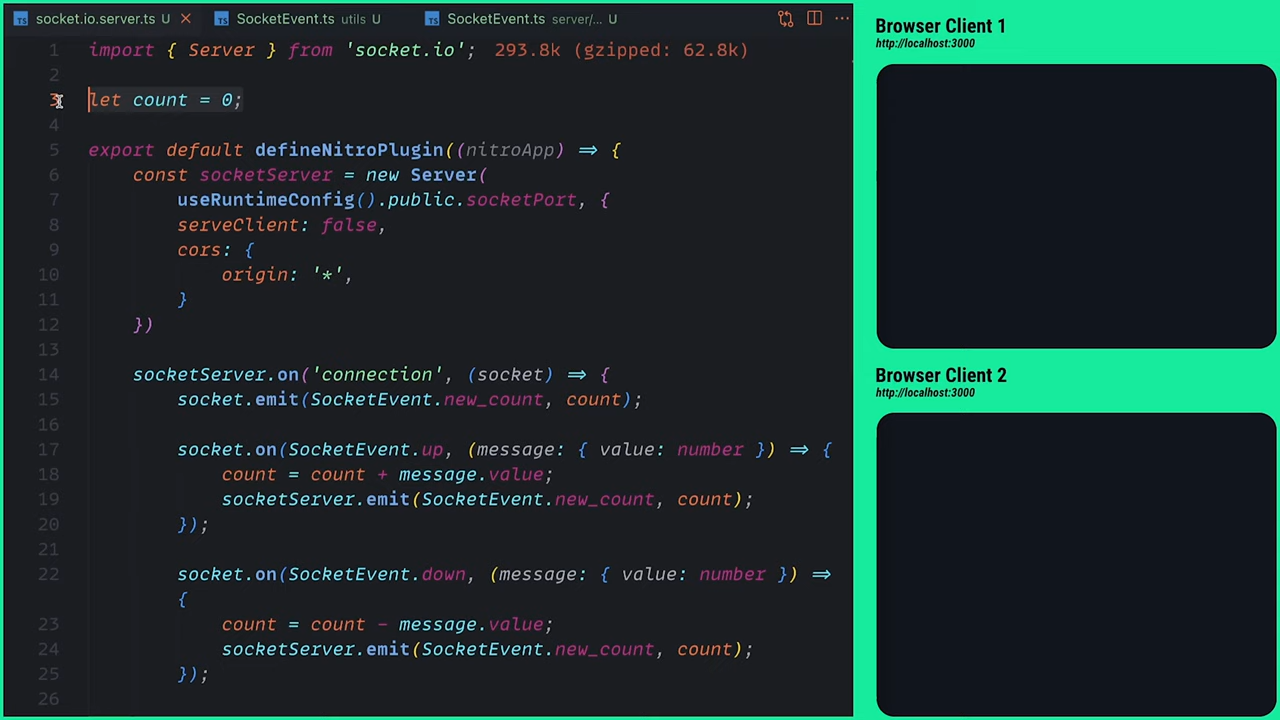 socket.io.server.ts U
SocketEvent.ts utils U
SocketEvent.ts server/... U
1 import { Server } from 'socket.io'; 293.8k (gzipped: 62.8k)
2
3 let count = 0;
4
5 export default defineNitroPlugin((nitroApp) => {
6 const socketServer = new Server(
7 useRuntimeConfig().public.socketPort, {
8 serveClient: false,
9 cors: {
10 origin: '*',
11 }
12 })
13
14 socketServer.on('connection', (socket) => {
15 socket.emit(SocketEvent.new_count, count);
16
17 socket.on(SocketEvent.up, (message: { value: number }) => {
18 count = count + message.value;
19 socketServer.emit(SocketEvent.new_count, count);
20 });
21
22 socket.on(SocketEvent.down, (message: { value: number }) =>
{
23 count = count - message.value;
24 socketServer.emit(SocketEvent.new_count, count);
25 });
26
Browser Client 1
http://localhost:3000
Browser Client 2
http://localhost:3000